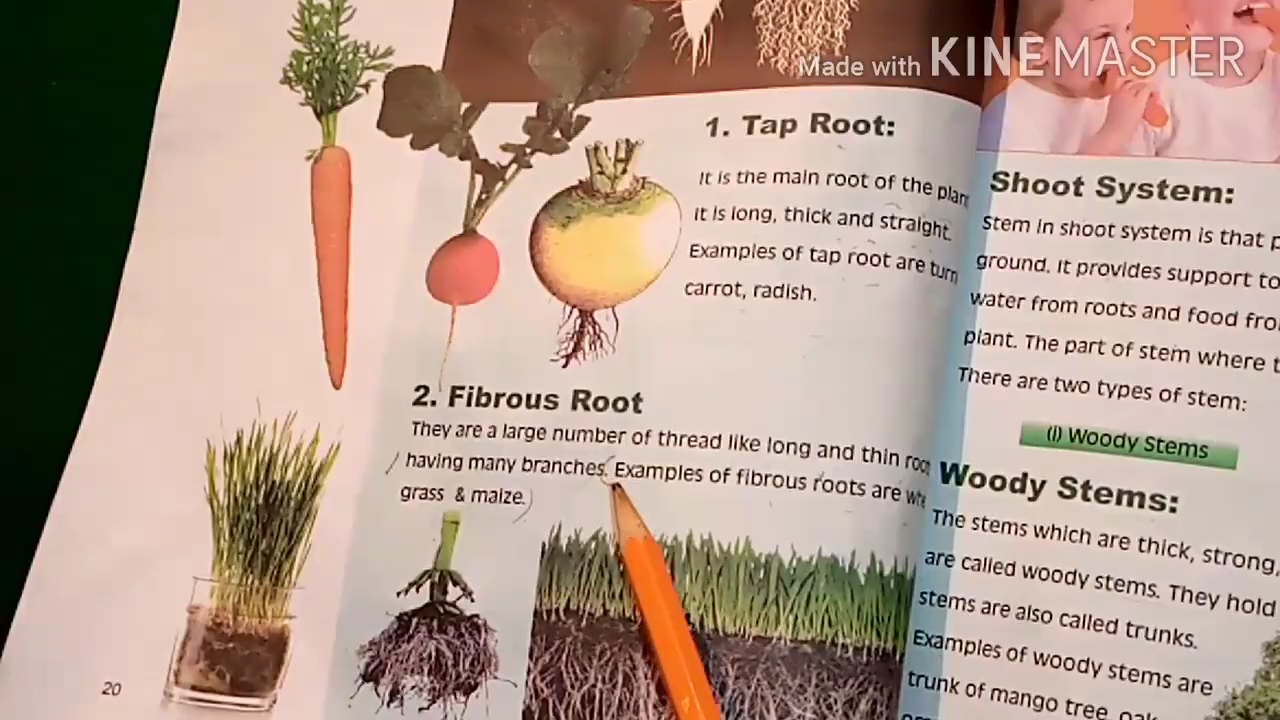 Made with KINEMASTER
1. Tap Root:
It is the main root of the
It is long, thick and straight.
Examples of tap root are
carrot, radish.
2. Fibrous Root
They are a large number of thread like long and thin
having many branches. Examples of fibrous roots are
grass & maize.
20
Shoot System:
Stem in shoot system is that
ground. It provides support to
water from roots and food
plant. The part of stem where
There are two types of stem:
(i) Woody Stems
Woody Stems:
The stems which are thick, strong,
are called woody stems. They hold
stems are also called trunks.
Examples of woody stems are
trunk of mango tree